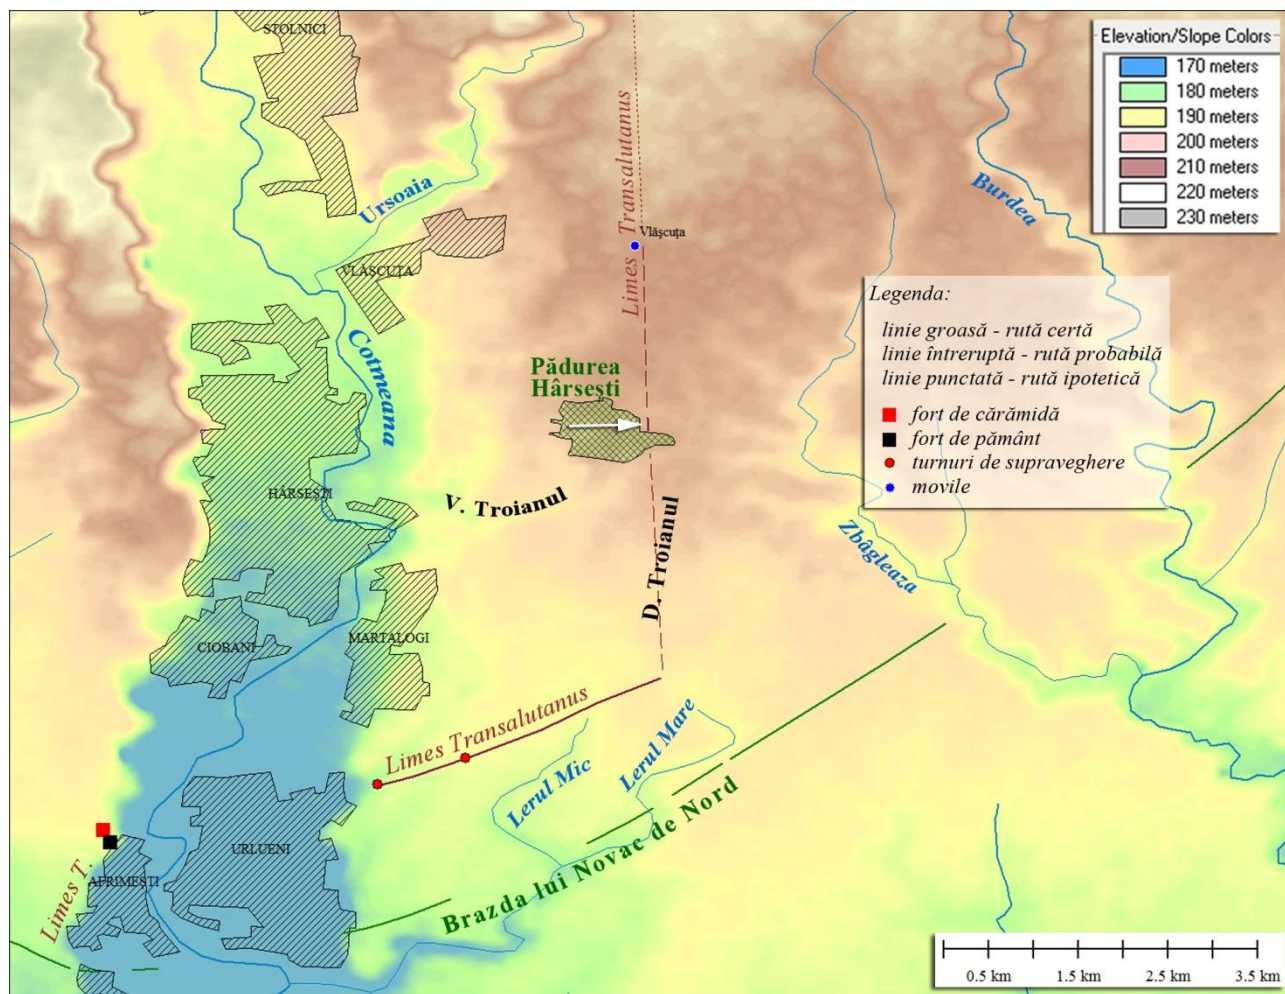 STOLNICI
Elevation/Slope Colors
170 meters
180 meters
190 meters
200 meters
210 meters
220 meters
230 meters
Ursoaia
Limes Transalutanus
Burdea
Vlășcuța
VLĂȘCUȚA
Legenda:
linie groasă - rută certă
linie întreruptă - rută probabilă
linie punctată - rută ipotetică
fort de cărămidă
fort de pământ
turnuri de supraveghere
movile
Cotmeana
Pădurea
Hârsești
HÂRSEȘTI
V. Troianul
D. Troianul
Zbâgleaza
CIOBANI
MARTALOGI
Limes Transalutanus
Lerul Mic
Lerul Mare
Brazda lui Novac de Nord
URLUENI
Limes T.
AFRIMEȘTI
0.5 km
1.5 km
2.5 km
3.5 km